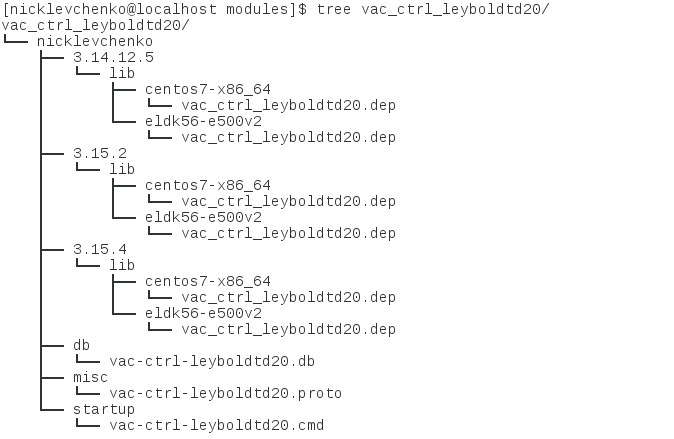 [nicklevchenko@localhost modules]$ tree vac_ctrl_leyboldtd20/
vac_ctrl_leyboldtd20/
└── nicklevchenko
    ├── 3.14.12.5
    │   └── lib
    │       ├── centos7-x86_64
    │       │   └── vac_ctrl_leyboldtd20.dep
    │       └── eldk56-e500v2
    │           └── vac_ctrl_leyboldtd20.dep
    ├── 3.15.2
    │   └── lib
    │       ├── centos7-x86_64
    │       │   └── vac_ctrl_leyboldtd20.dep
    │       └── eldk56-e500v2
    │           └── vac_ctrl_leyboldtd20.dep
    ├── 3.15.4
    │   └── lib
    │       ├── centos7-x86_64
    │       │   └── vac_ctrl_leyboldtd20.dep
    │       └── eldk56-e500v2
    │           └── vac_ctrl_leyboldtd20.dep
    ├── db
    │   └── vac-ctrl-leyboldtd20.db
    ├── misc
    │   └── vac-ctrl-leyboldtd20.proto
    └── startup
        └── vac-ctrl-leyboldtd20.cmd